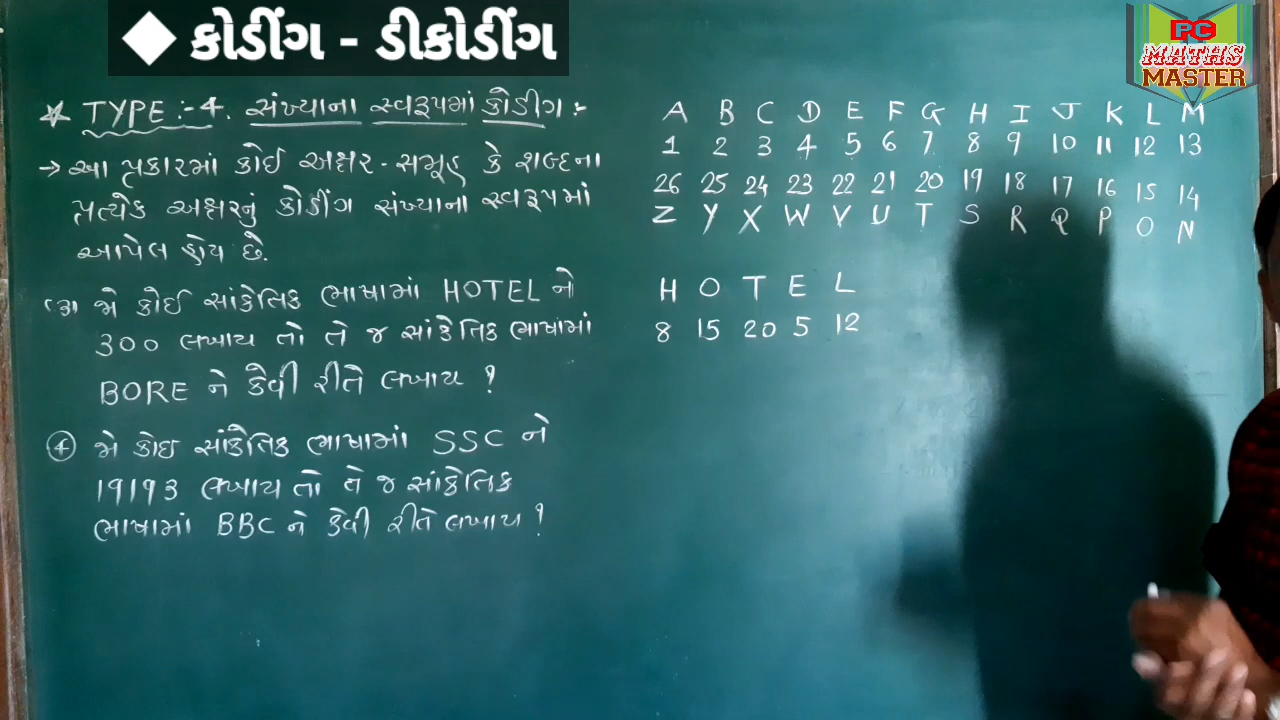 ◆ કોડીંગ - ડીકોડીંગ
PC
MATHS
MASTER
☆ TYPE :- 4. સંખ્યાના સ્વરૂપમાં કોડીંગ :-
→ આ પ્રકારમાં કોઈ અક્ષર - સમૂહ કે શબ્દના
પ્રત્યેક અક્ષરનું કોડીંગ સંખ્યાના સ્વરૂપમાં
આપેલ હોય છે.
જો કોઈ સાંકેતિક ભાષામાં HOTEL ને
300 લખાય તો તે જ સાંકેતિક ભાષામાં
BORE ને કેવી રીતે લખાય ?
④ જો કોઇ સાંકેતિક ભાષામાં SSC ને
19193 લખાય તો તે જ સાંકેતિક
ભાષામાં BBC ને કેવી રીતે લખાય ?
A B C D E F G H I J K L M
1 2 3 4 5 6 7 8 9 10 11 12 13
26 25 24 23 22 21 20 19 18 17 16 15 14
Z Y X W V U T S R Q P O N
H O T E L
8 15 20 5 12